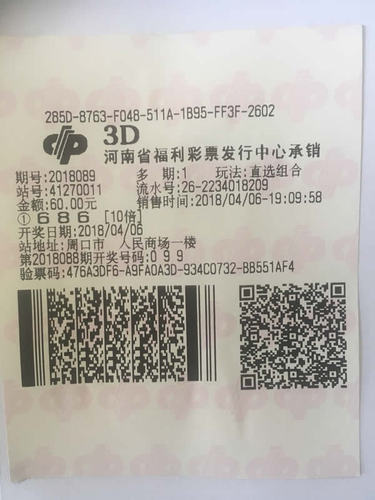 285D-8763-F048-511A-1B95-FF3F-2602
3D
河南省福利彩票发行中心承销
期号:2018089 多 期:1 玩法:直选组合
站号:41270011 流水号:26-2234018209
金额:60.00元 销售时间:2018/04/06-19:09:58
① 6 8 6 [10倍]
开奖日期:2018/04/06
站地址:周口市 人民商场一楼
第2018088期开奖号码:0 9 9
验票码:476A3DF6-A9FA0A3D-934C0732-BB551AF4